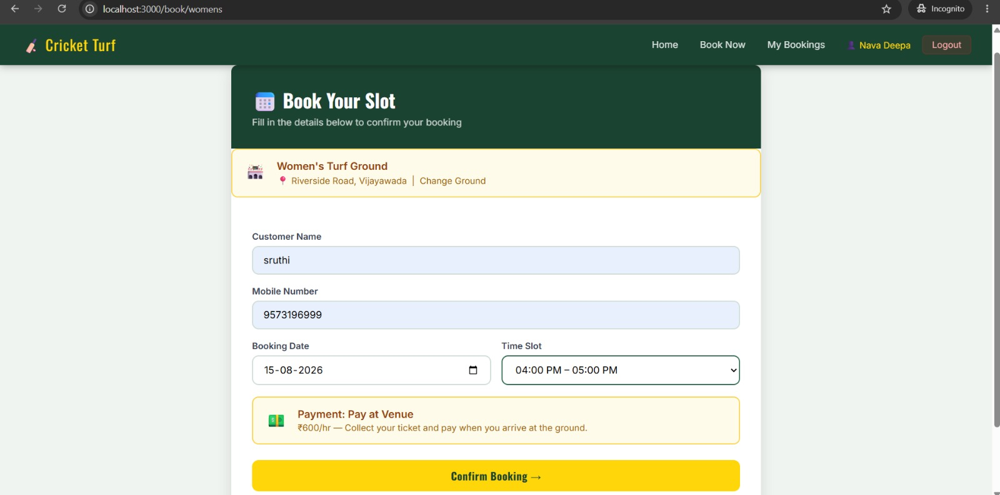 localhost:3000/book/womens
Incognito
Cricket Turf
Home
Book Now
My Bookings
Nava Deepa
Logout
Book Your Slot
Fill in the details below to confirm your booking
Women's Turf Ground
Riverside Road, Vijayawada | Change Ground
Customer Name
sruthi
Mobile Number
9573196999
Booking Date
Time Slot
15-08-2026
04:00 PM – 05:00 PM
Payment: Pay at Venue
₹600/hr — Collect your ticket and pay when you arrive at the ground.
Confirm Booking →